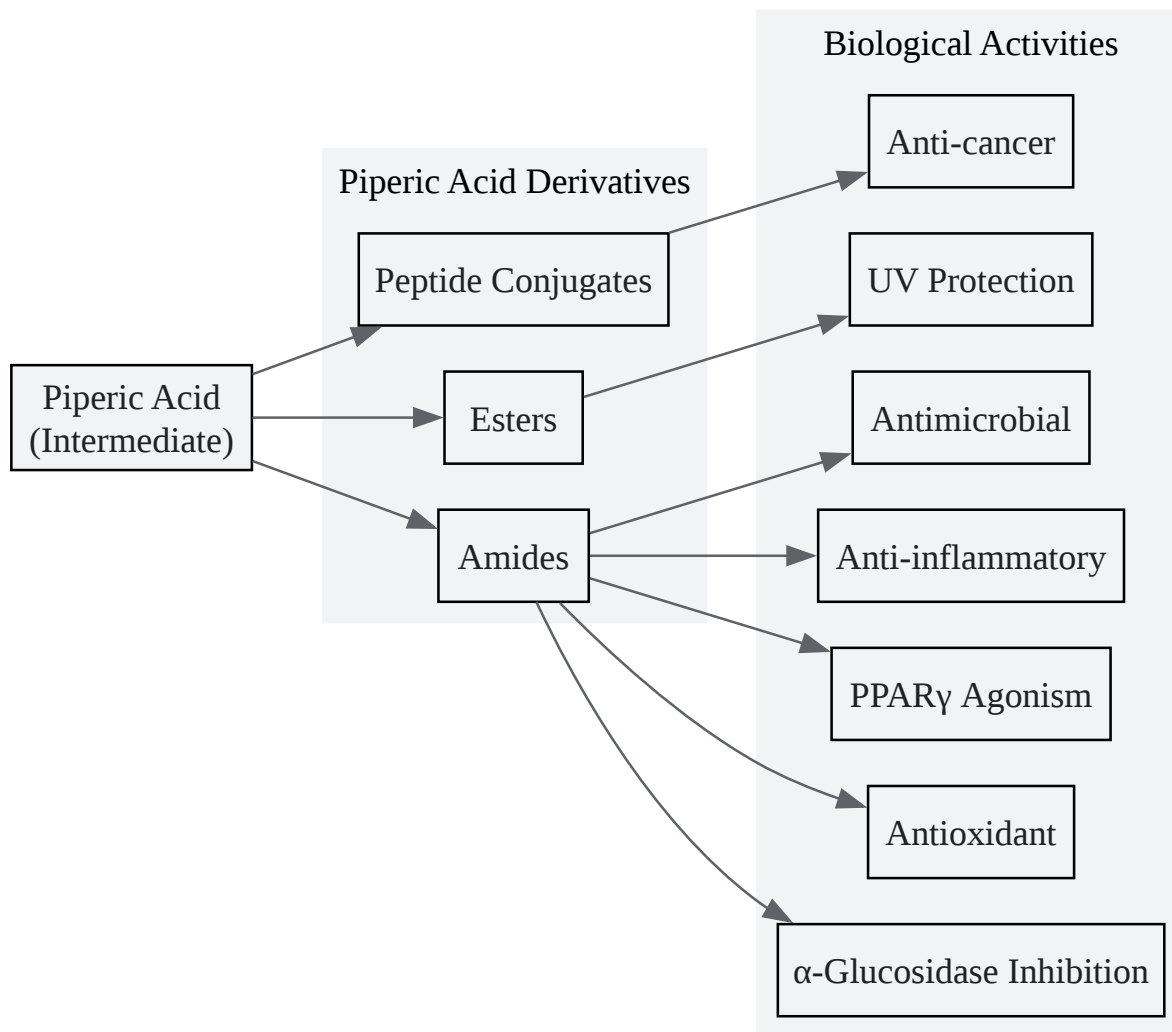 Biological Activities
Anti-cancer
Piperic Acid Derivatives
Peptide Conjugates
UV Protection
Piperic Acid
(Intermediate)
Esters
Antimicrobial
Amides
Anti-inflammatory
PPARγ Agonism
Antioxidant
α-Glucosidase Inhibition